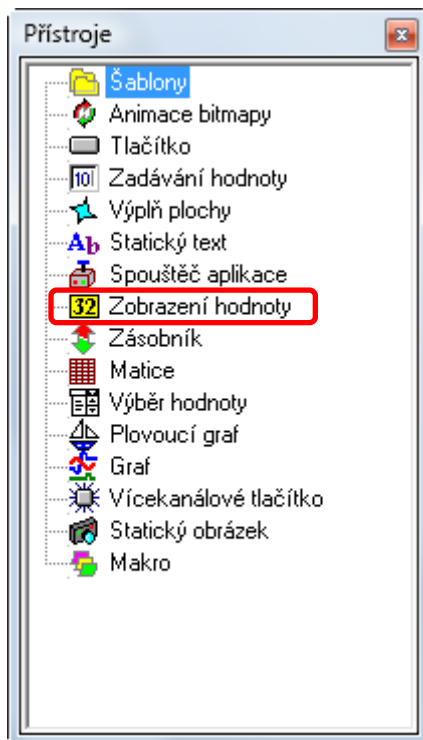 Přístroje
Šablony
Animace bitmapy
Tlačítko
10 Zadávání hodnoty
Výplň plochy
Ab Statický text
Spouštěč aplikace
32 Zobrazení hodnoty
Zásobník
Matice
Výběr hodnoty
Plovoucí graf
Graf
Vícekanálové tlačítko
Statický obrázek
Makro